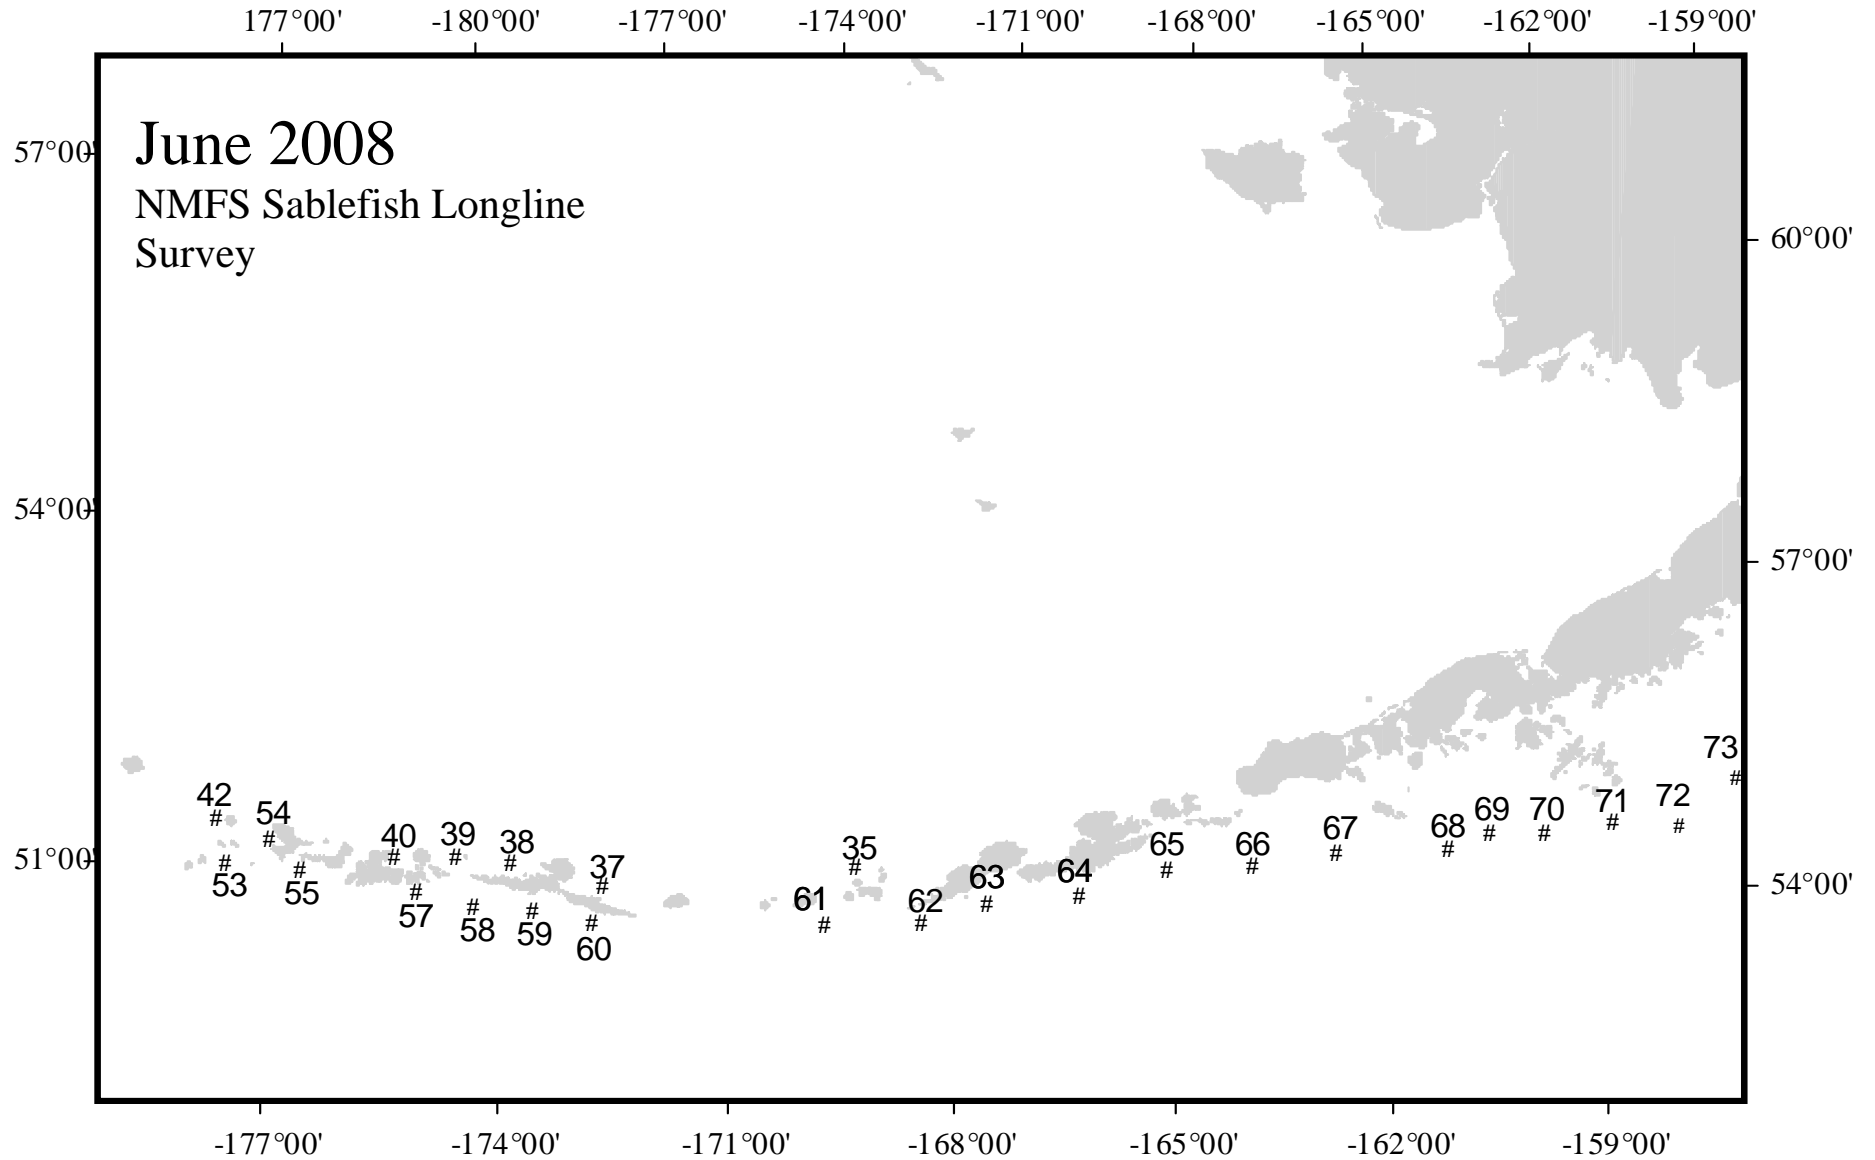 177°00' -180°00' -177°00' -174°00' -171°00' -168°00' -165°00' -162°00' -159°00'
June 2008
57°00'
NMFS Sablefish Longline
Survey
60°00'
54°00'
57°00'
73
#
42 54 40 39 38 37 35 61 62 63 64 65 66 67 68 69 70 71 72
# # # # # # # # # # # # # # # # # # #
51°00'
53 55 57 58 59 60
# # # # # #
54°00'
-177°00' -174°00' -171°00' -168°00' -165°00' -162°00' -159°00'